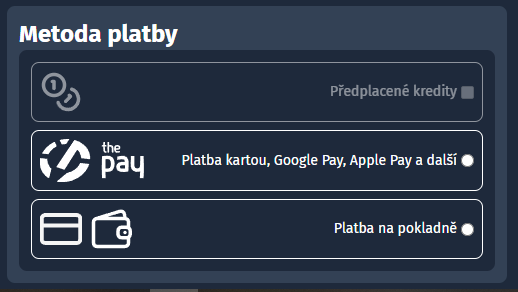 Metoda platby
Předplacené kredity
the
pay
Platba kartou, Google Pay, Apple Pay a další
Platba na pokladně